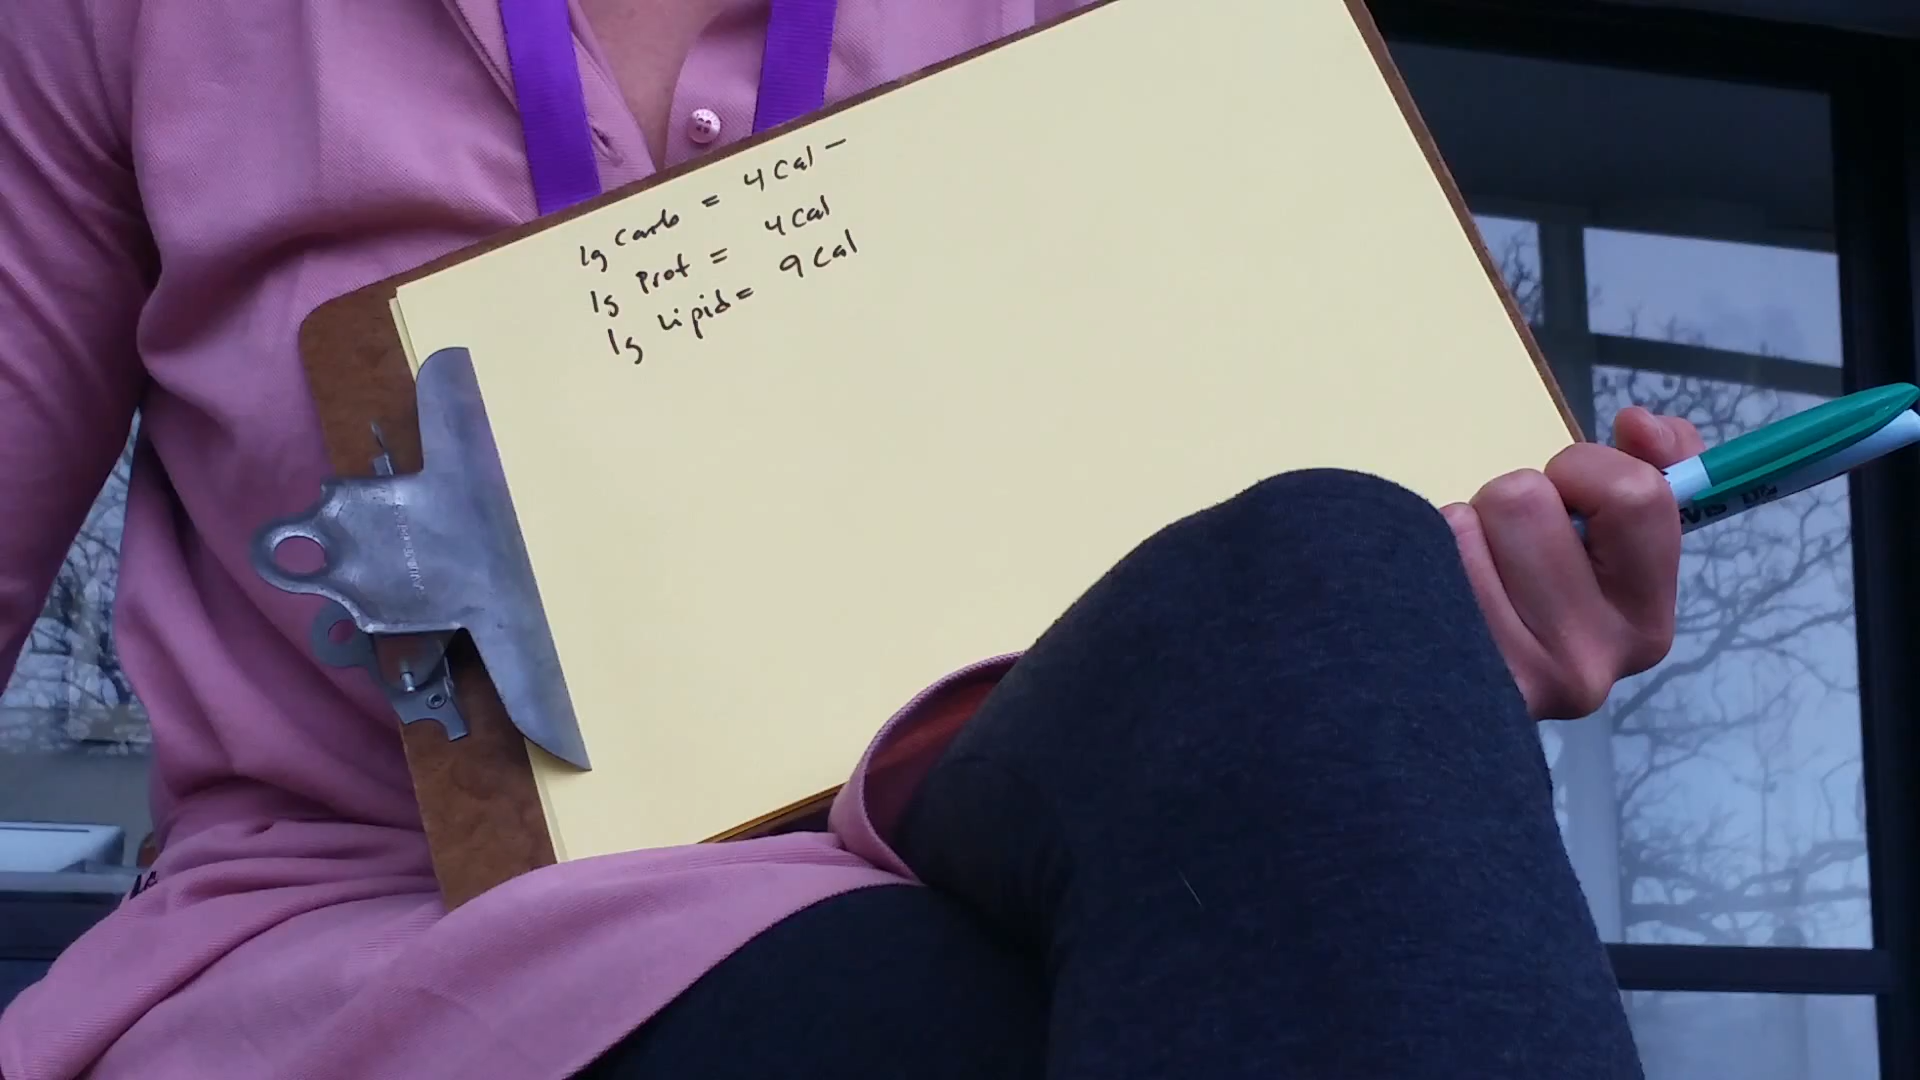 1g Carb = 4 Cal -
1g Prot = 4 Cal
1g Lipid = 9 Cal